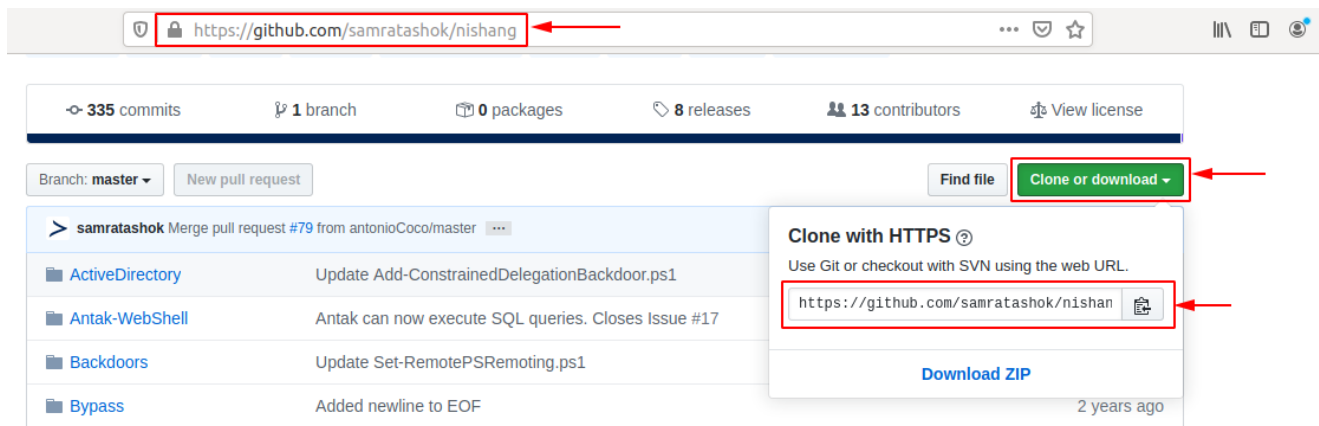 https://github.com/samratashok/nishang
335 commits 1 branch 0 packages 8 releases 13 contributors View license
Branch: master New pull request Find file Clone or download
samratashok Merge pull request #79 from antonioCoco/master ...
Clone with HTTPS
Use Git or checkout with SVN using the web URL.
https://github.com/samratashok/nishan
Download ZIP
ActiveDirectory Update Add-ConstrainedDelegationBackdoor.ps1
Antak-WebShell Antak can now execute SQL queries. Closes Issue #17
Backdoors Update Set-RemotePSRemoting.ps1
Bypass Added newline to EOF 2 years ago